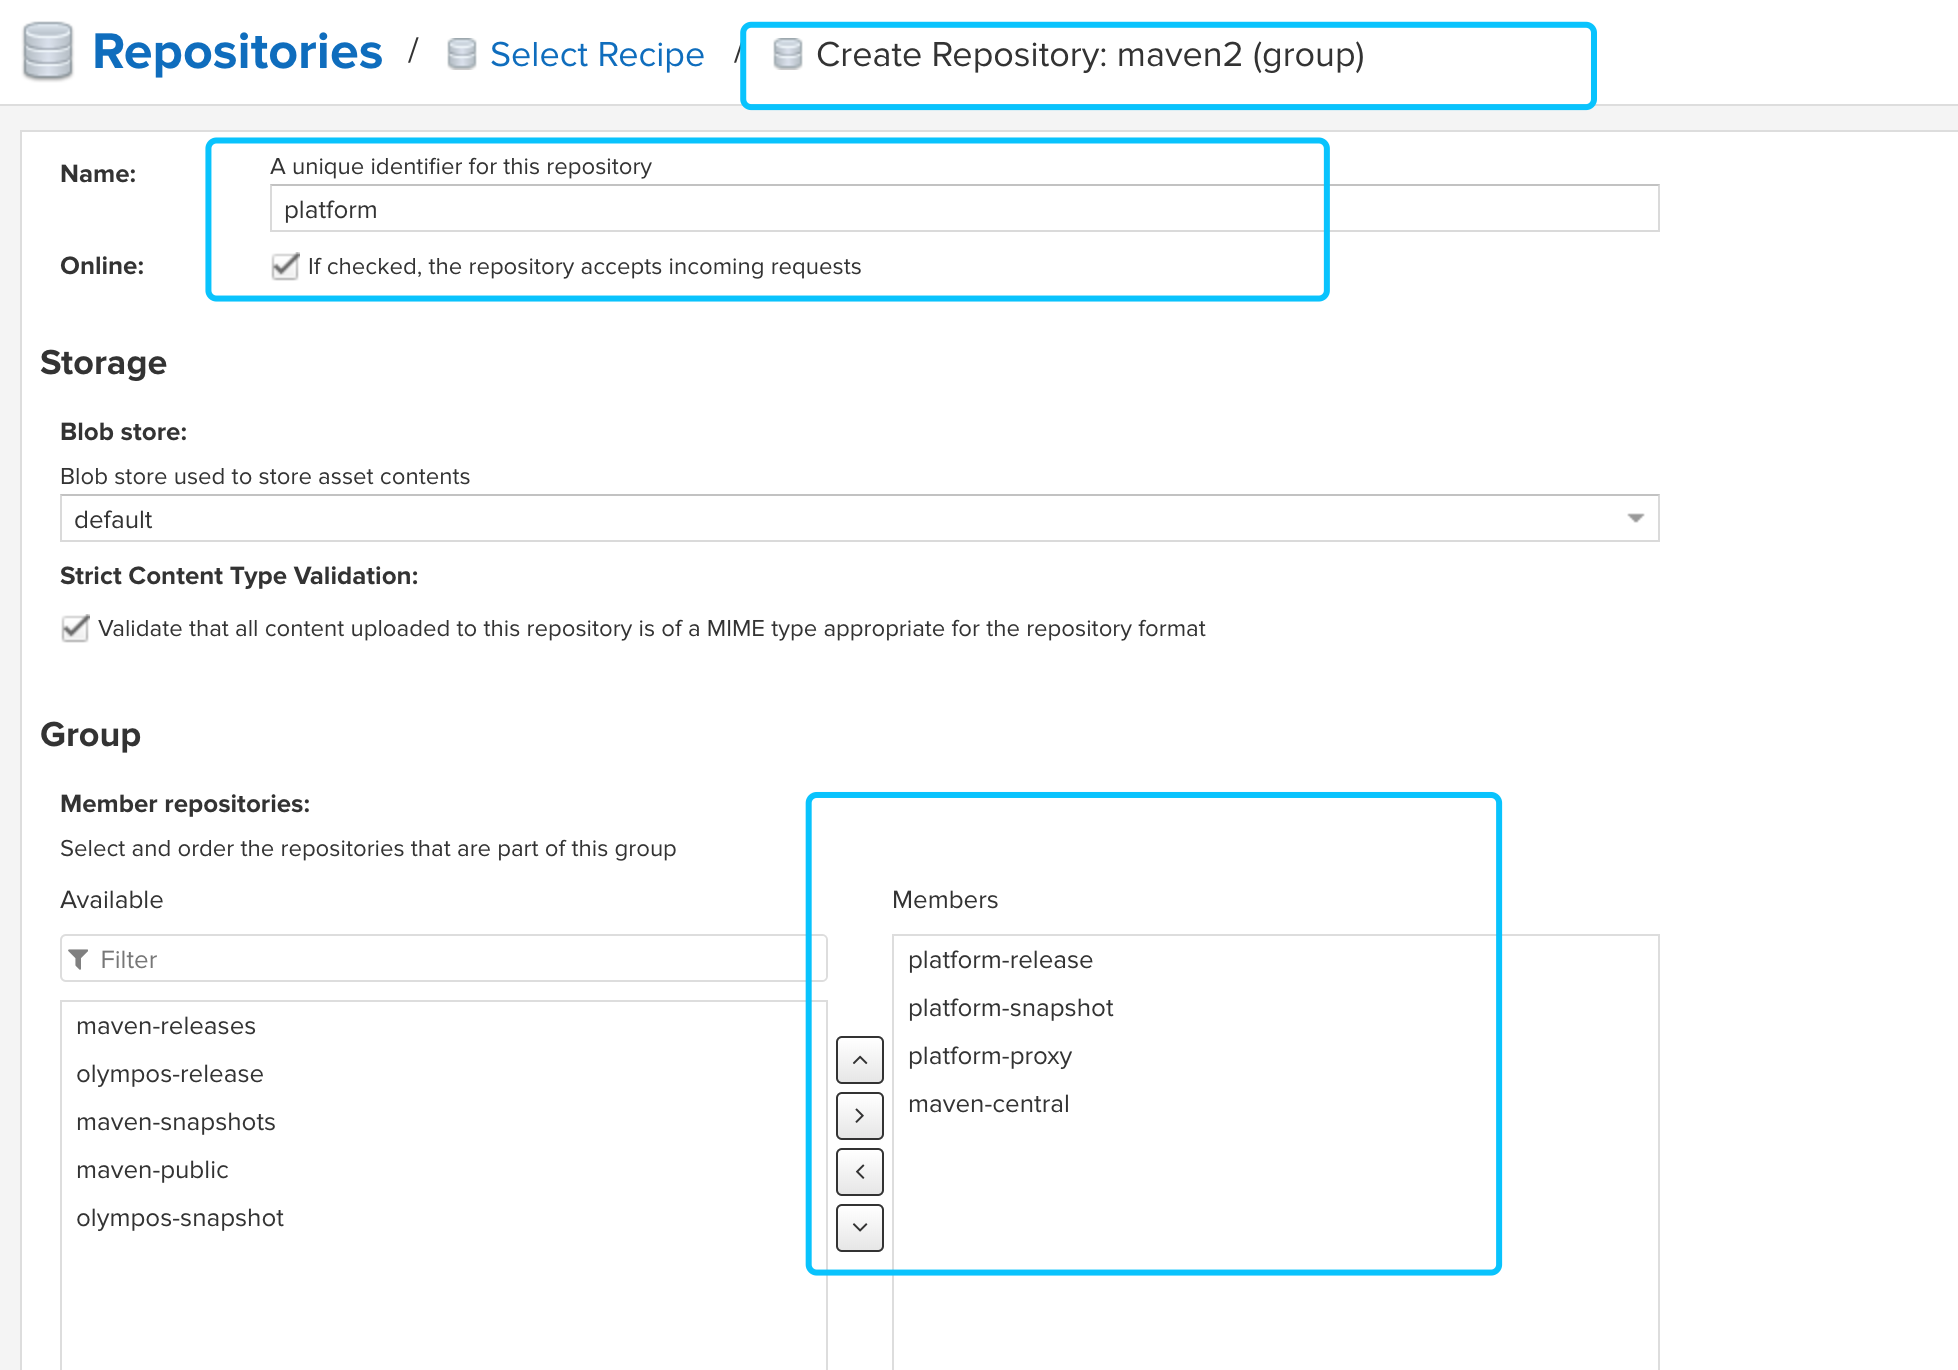 Repositories / Select Recipe / Create Repository: maven2 (group)
Name:
A unique identifier for this repository
platform
Online:
If checked, the repository accepts incoming requests
Storage
Blob store:
Blob store used to store asset contents
default
Strict Content Type Validation:
Validate that all content uploaded to this repository is of a MIME type appropriate for the repository format
Group
Member repositories:
Select and order the repositories that are part of this group
Available
Filter
maven-releases
olympos-release
maven-snapshots
maven-public
olympos-snapshot
Members
platform-release
platform-snapshot
platform-proxy
maven-central